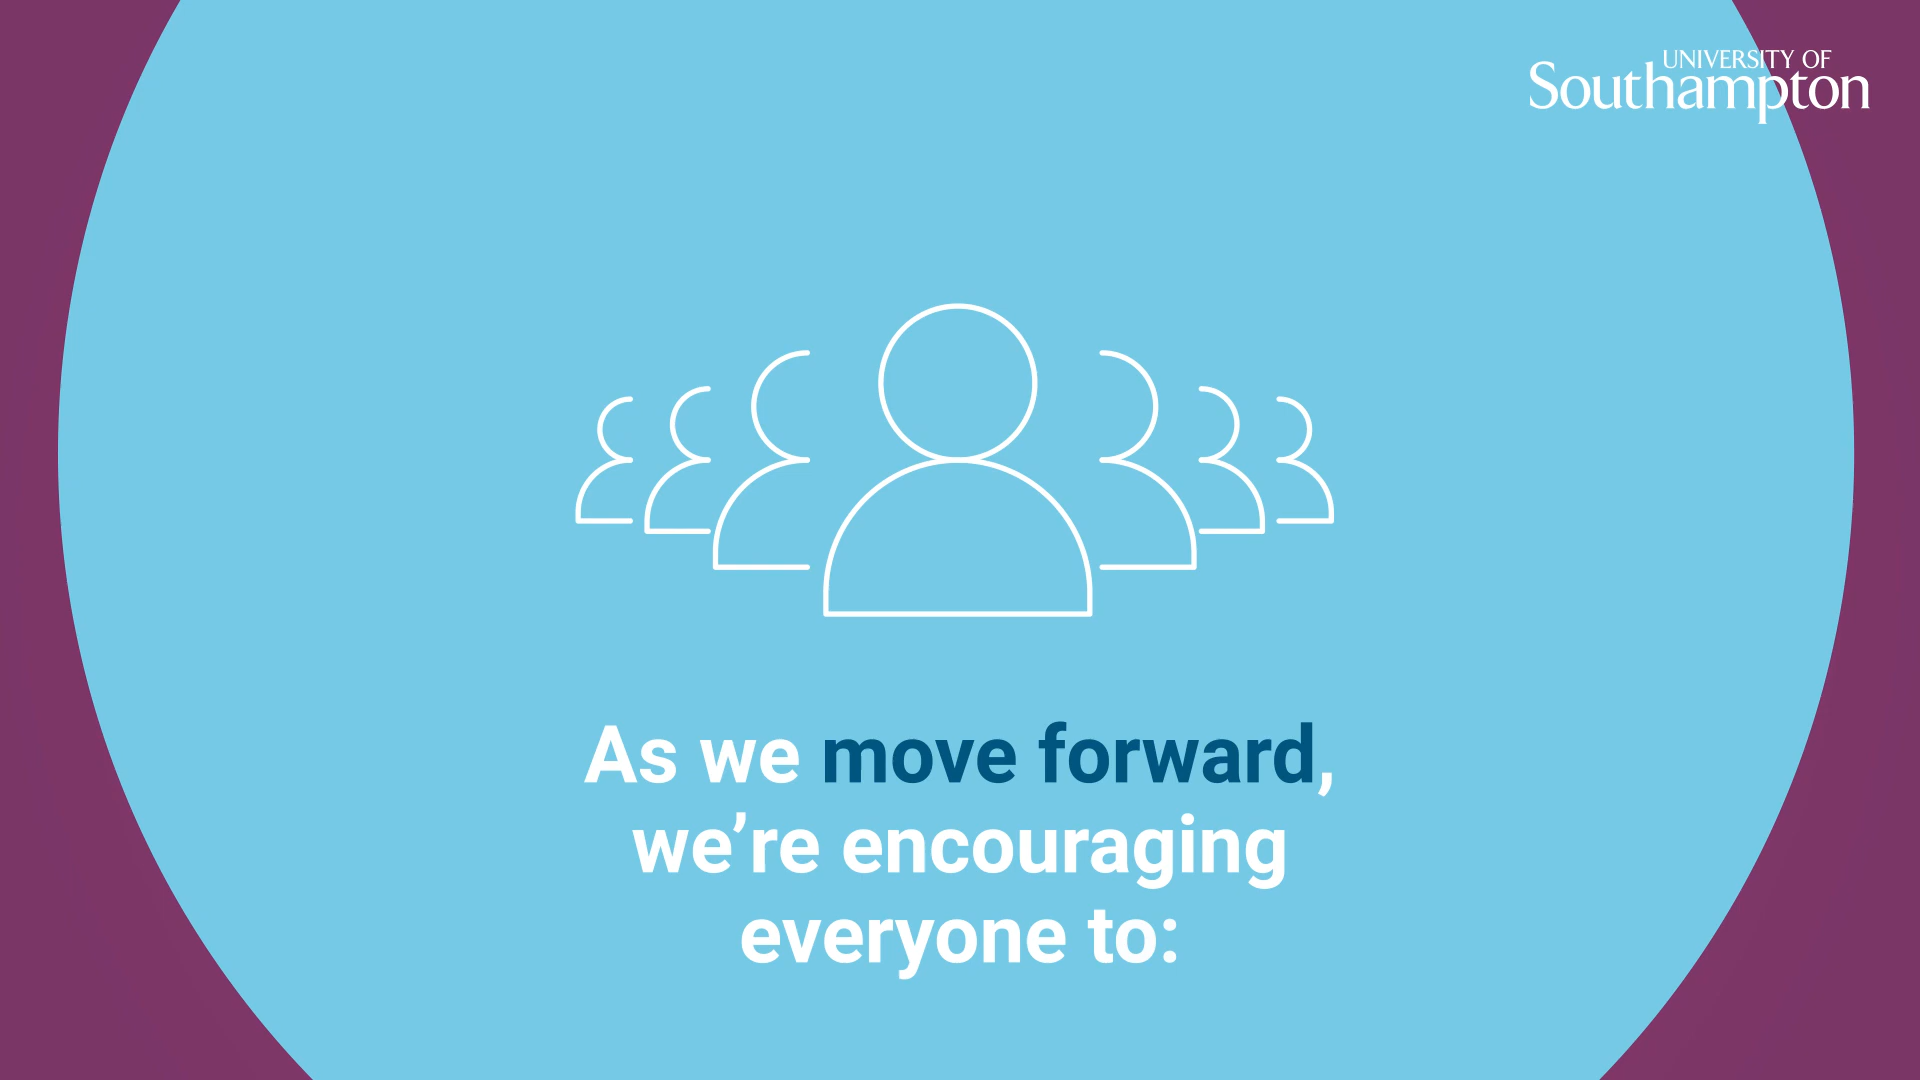 UNIVERSITY OF
Southampton
As we move forward,
we’re encouraging
everyone to: